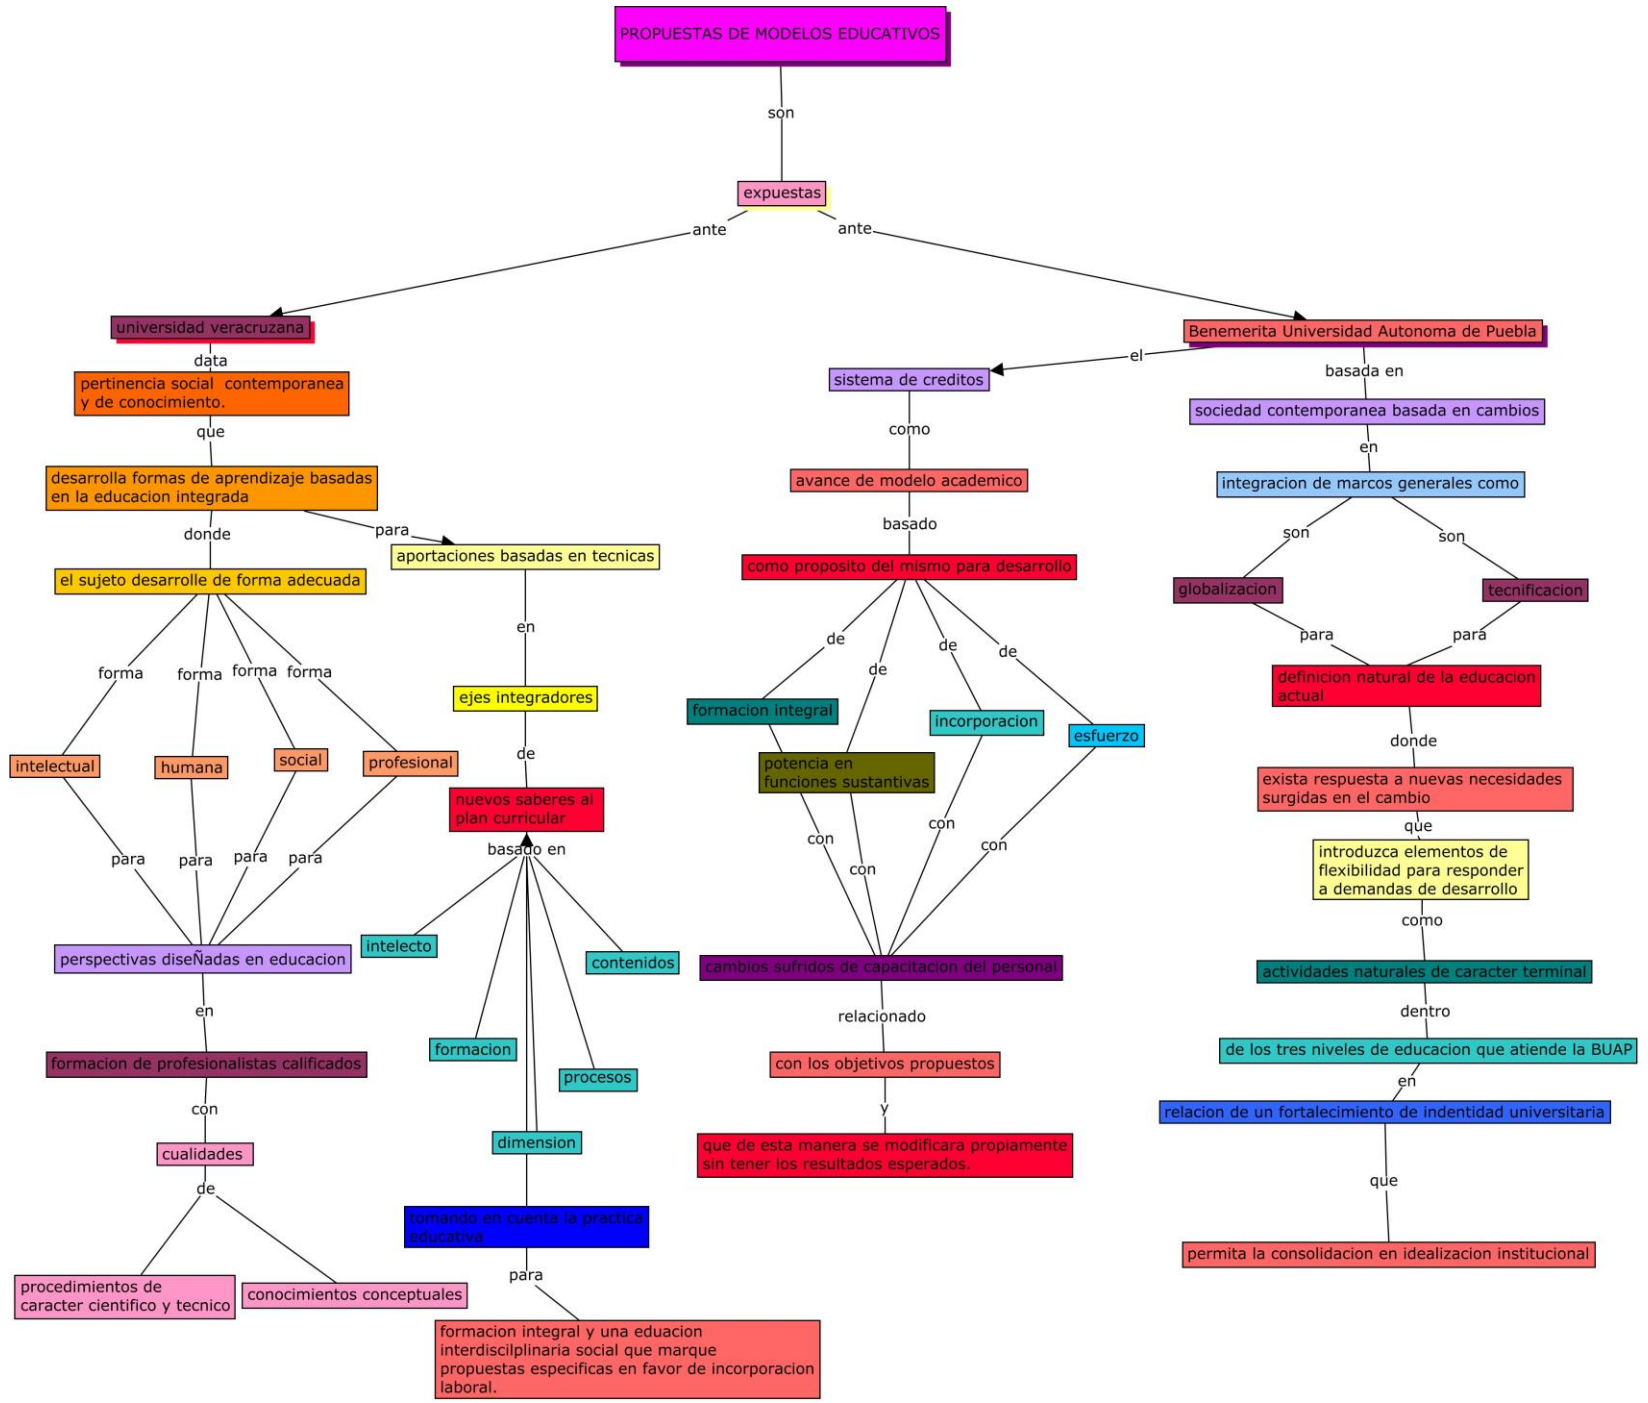 PROPUESTAS DE MODELOS EDUCATIVOS
son
expuestas
ante
ante
universidad veracruzana
data
pertinencia social  contemporanea
y de conocimiento.
que
desarrolla formas de aprendizaje basadas
en la educacion integrada
donde
para
el sujeto desarrolle de forma adecuada
forma
forma
forma
forma
intelectual
humana
social
profesional
para
para
para
para
perspectivas diseÑadas en educacion
en
formacion de profesionalistas calificados
con
cualidades
de
procedimientos de
caracter cientifico y tecnico
conocimientos conceptuales
aportaciones basadas en tecnicas
en
ejes integradores
de
nuevos saberes al
plan curricular
basado en
intelecto
formacion
dimension
procesos
contenidos
tomando en cuenta la practica
educativa
para
formacion integral y una eduacion
interdiscilplinaria social que marque
propuestas especificas en favor de incorporacion
laboral.
Benemerita Universidad Autonoma de Puebla
el
basada en
sistema de creditos
como
avance de modelo academico
basado
como proposito del mismo para desarrollo
de
de
de
de
formacion integral
potencia en
funciones sustantivas
incorporacion
esfuerzo
con
con
con
con
cambios sufridos de capacitacion del personal
relacionado
con los objetivos propuestos
y
que de esta manera se modificara propiamente
sin tener los resultados esperados.
sociedad contemporanea basada en cambios
en
integracion de marcos generales como
son
son
globalizacion
tecnificacion
para
para
definicion natural de la educacion
actual
donde
exista respuesta a nuevas necesidades
surgidas en el cambio
que
introduzca elementos de
flexibilidad para responder
a demandas de desarrollo
como
actividades naturales de caracter terminal
dentro
de los tres niveles de educacion que atiende la BUAP
en
relacion de un fortalecimiento de indentidad universitaria
que
permita la consolidacion en idealizacion institucional